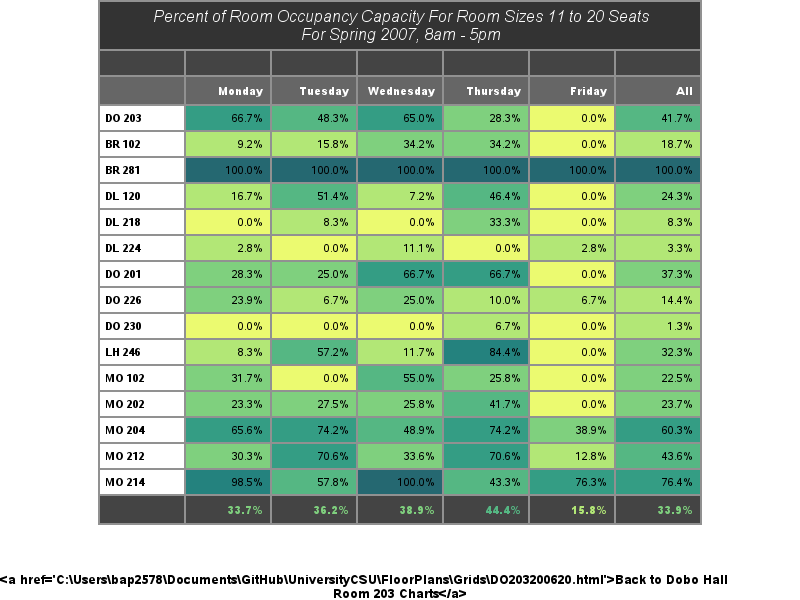 Percent of Room Occupancy Capacity For Room Sizes 11 to 20 Seats
For Spring 2007, 8am - 5pm
Monday Tuesday Wednesday Thursday Friday All
DO 203 66.7% 48.3% 65.0% 28.3% 0.0% 41.7%
BR 102 9.2% 15.8% 34.2% 34.2% 0.0% 18.7%
BR 281 100.0% 100.0% 100.0% 100.0% 100.0% 100.0%
DL 120 16.7% 51.4% 7.2% 46.4% 0.0% 24.3%
DL 218 0.0% 8.3% 0.0% 33.3% 0.0% 8.3%
DL 224 2.8% 0.0% 11.1% 0.0% 2.8% 3.3%
DO 201 28.3% 25.0% 66.7% 66.7% 0.0% 37.3%
DO 226 23.9% 6.7% 25.0% 10.0% 6.7% 14.4%
DO 230 0.0% 0.0% 0.0% 6.7% 0.0% 1.3%
LH 246 8.3% 57.2% 11.7% 84.4% 0.0% 32.3%
MO 102 31.7% 0.0% 55.0% 25.8% 0.0% 22.5%
MO 202 23.3% 27.5% 25.8% 41.7% 0.0% 23.7%
MO 204 65.6% 74.2% 48.9% 74.2% 38.9% 60.3%
MO 212 30.3% 70.6% 33.6% 70.6% 12.8% 43.6%
MO 214 98.5% 57.8% 100.0% 43.3% 76.3% 76.4%
33.7% 36.2% 38.9% 44.4% 15.8% 33.9%
<a href='C:\Users\bap2578\Documents\GitHub\UniversityCSU\FloorPlans\Grids\DO203200620.html'>Back to Dobo Hall
Room 203 Charts</a>